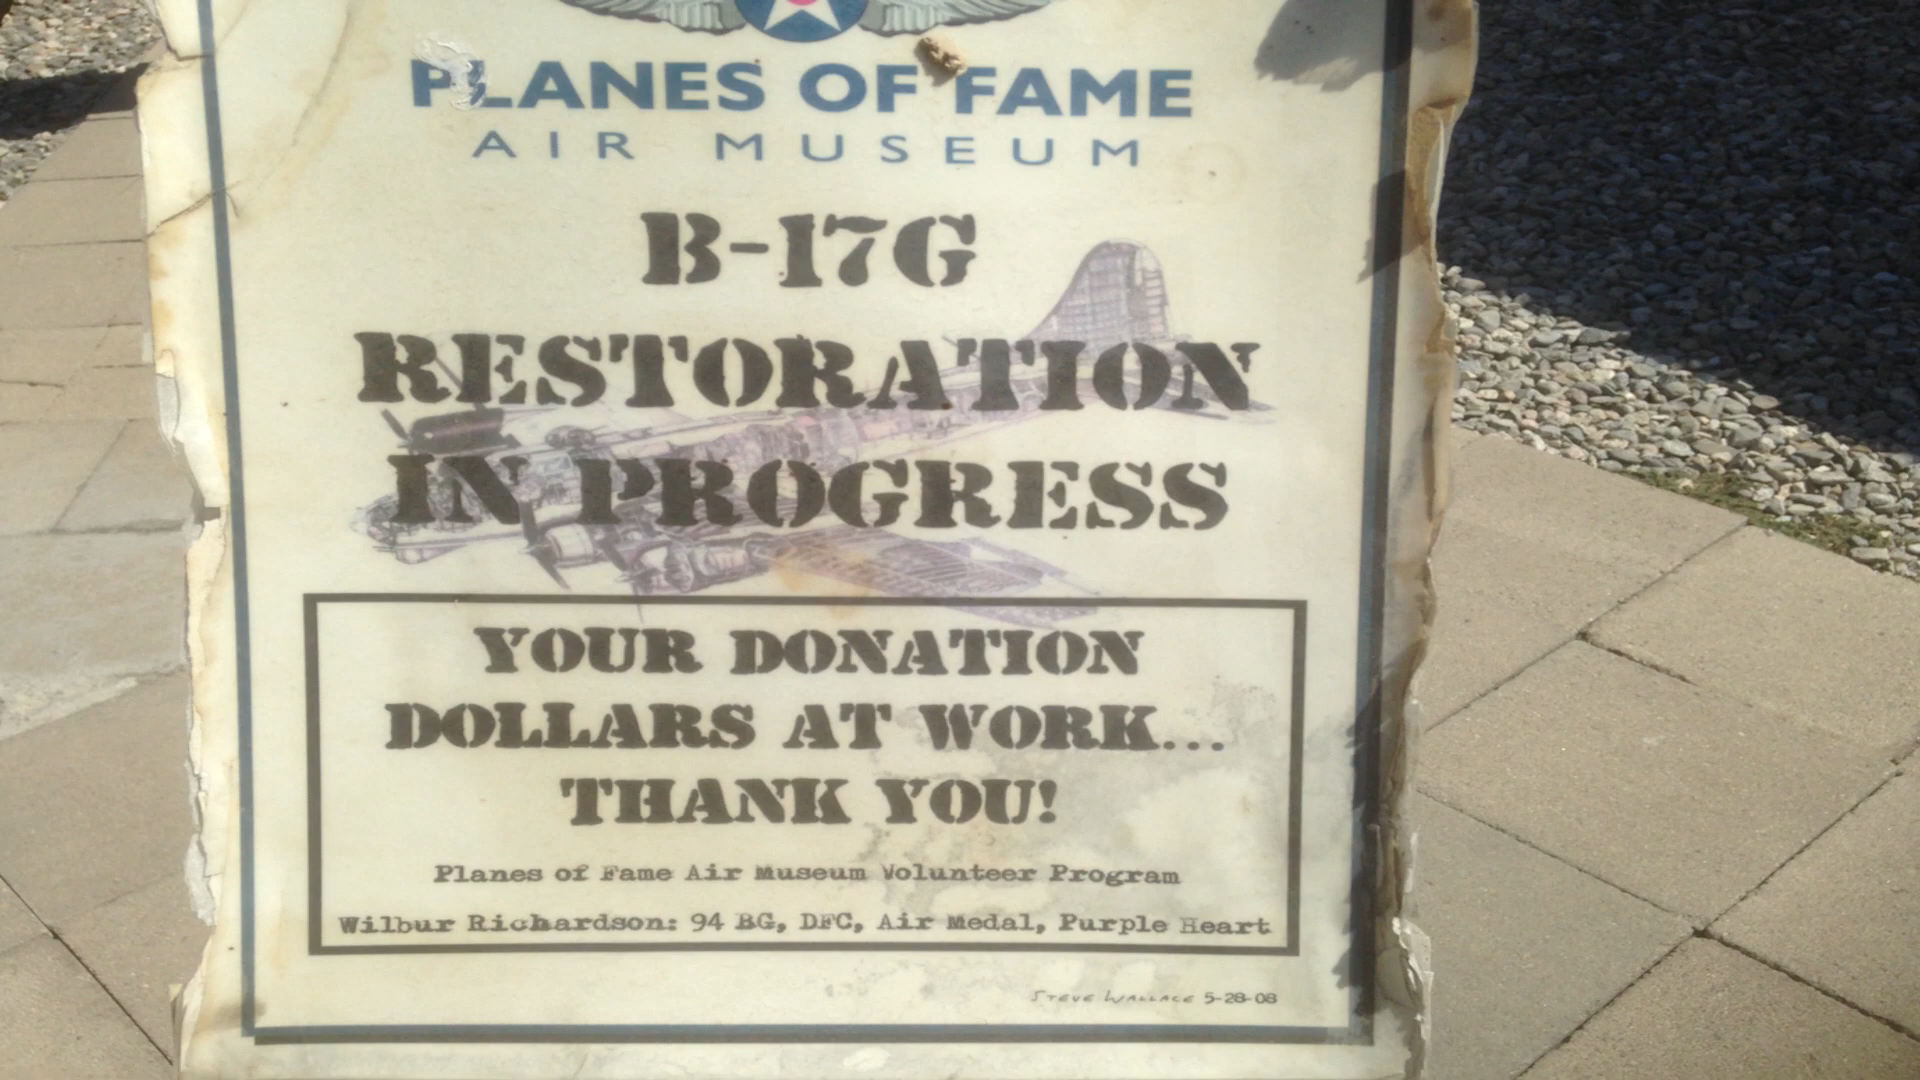 PLANES OF FAME
AIR MUSEUM
B-17G
RESTORATION
IN PROGRESS
YOUR DONATION
DOLLARS AT WORK...
THANK YOU!
Planes of Fame Air Museum Volunteer Program
Wilbur Richardson: 94 BG, DFC, Air Medal, Purple Heart
STEVE WALLACE 5-28-08